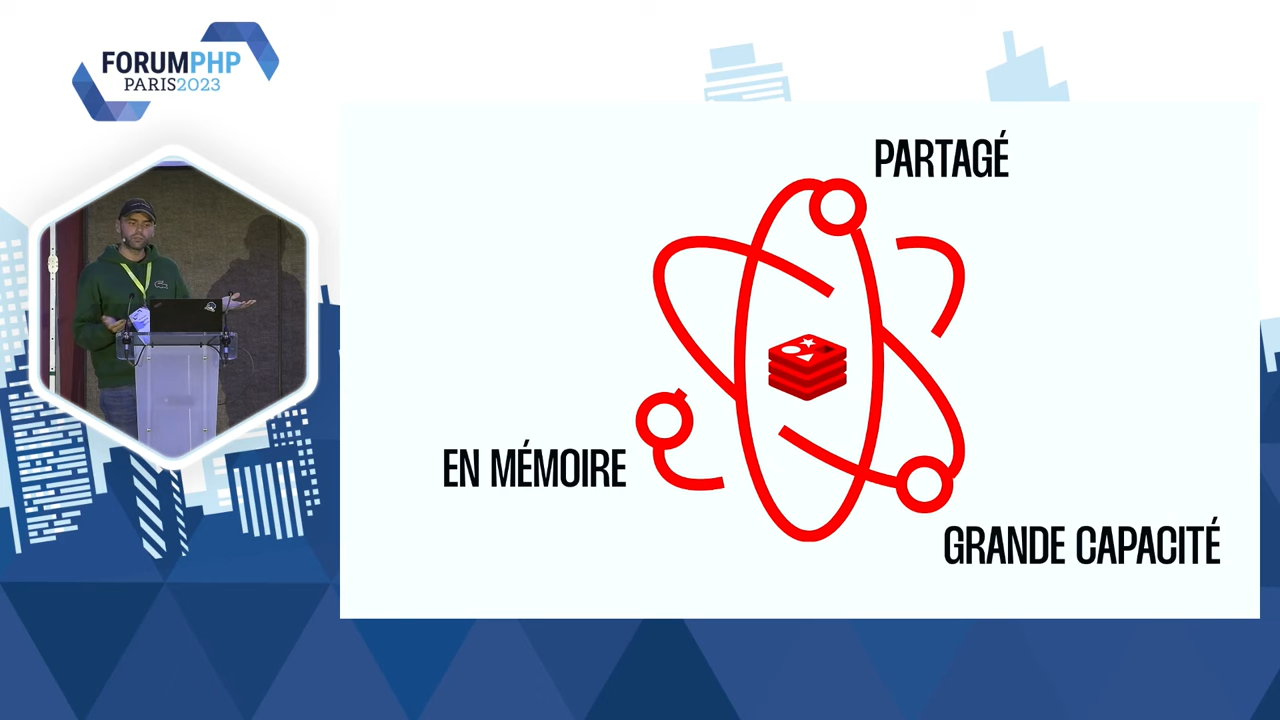 FORUMPHP
PARIS2023
PARTAGÉ
EN MÉMOIRE
GRANDE CAPACITÉ